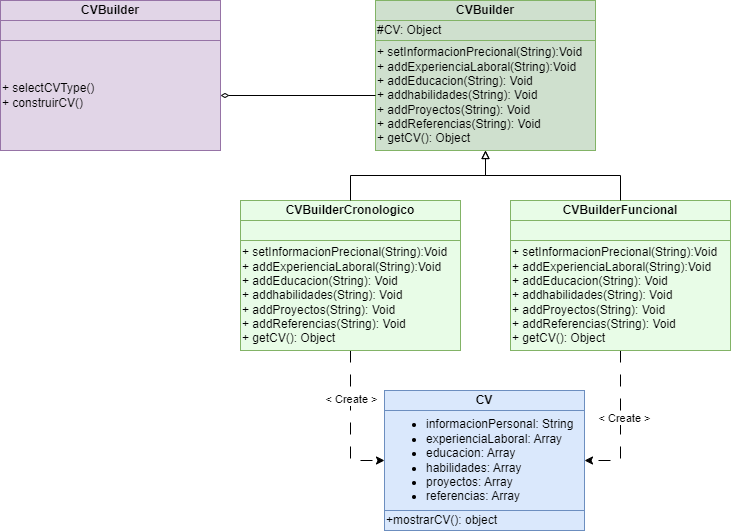 CVBuilder
+ selectCVType()
+ construirCV()
CVBuilder
#CV: Object
+ setInformacionPrecional(String):Void
+ addExperienciaLaboral(String):Void
+ addEducacion(String): Void
+ addhabilidades(String): Void
+ addProyectos(String): Void
+ addReferencias(String): Void
+ getCV(): Object
CVBuilderCronologico
+ setInformacionPrecional(String):Void
+ addExperienciaLaboral(String):Void
+ addEducacion(String): Void
+ addhabilidades(String): Void
+ addProyectos(String): Void
+ addReferencias(String): Void
+ getCV(): Object
CVBuilderFuncional
+ setInformacionPrecional(String):Void
+ addExperienciaLaboral(String):Void
+ addEducacion(String): Void
+ addhabilidades(String): Void
+ addProyectos(String): Void
+ addReferencias(String): Void
+ getCV(): Object
< Create >
< Create >
CV
• informacionPersonal: String
• experienciaLaboral: Array
• educacion: Array
• habilidades: Array
• proyectos: Array
• referencias: Array
+mostrarCV(): object